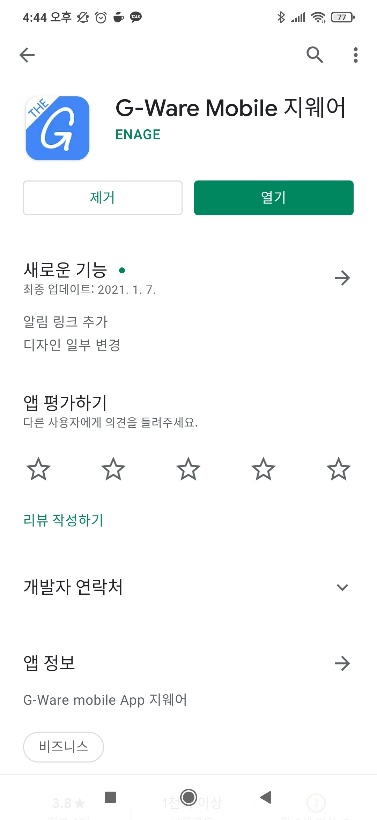 4:44 오후
77
THE
G
G-Ware Mobile 지웨어
ENAGE
제거
열기
새로운 기능
최종 업데이트: 2021. 1. 7.
알림 링크 추가
디자인 일부 변경
앱 평가하기
다른 사용자에게 의견을 들려주세요.
리뷰 작성하기
개발자 연락처
앱 정보
G-Ware mobile App 지웨어
비즈니스
3.8★
이상